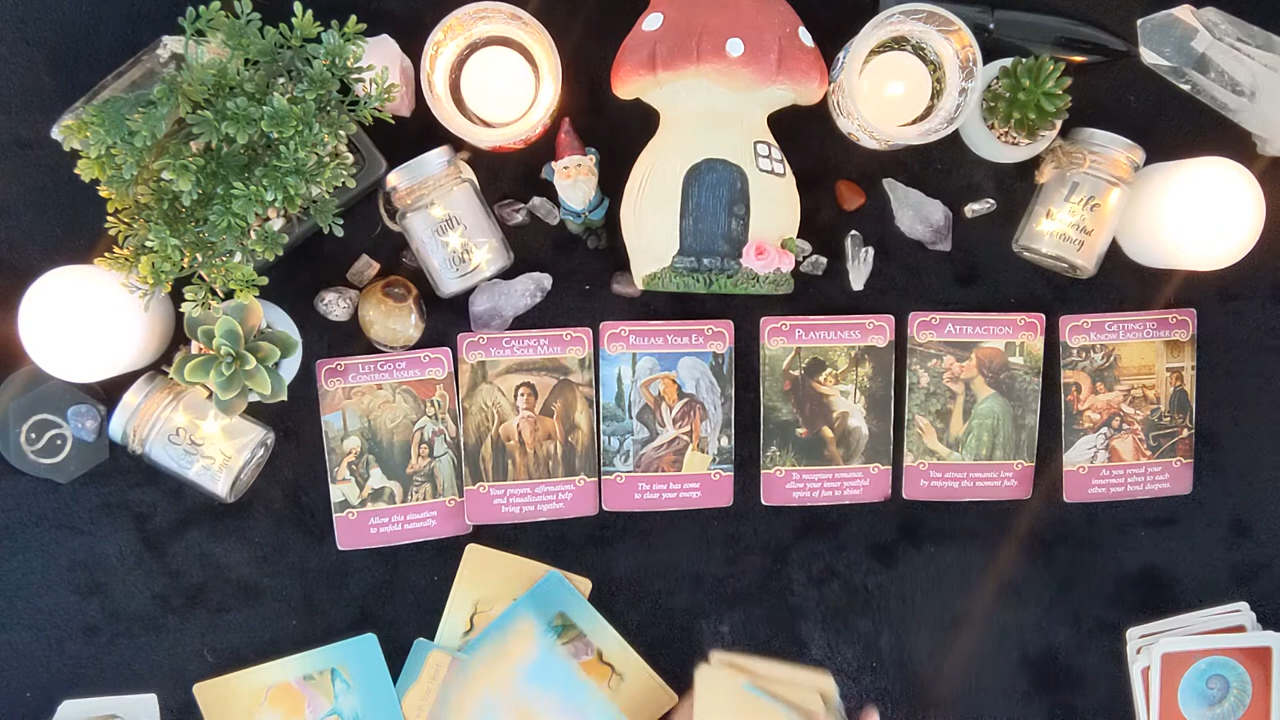 Faith
Life
is a
Wonderful
Journey
LET GO OF
CONTROL ISSUES
Allow this situation
to unfold naturally.
CALLING IN
YOUR SOUL MATE
Your prayers, affirmations,
and visualizations help
bring you together.
RELEASE YOUR EX
The time has come
to clear your energy.
PLAYFULNESS
To recapture romance,
allow your inner youthful
spirit of fun to shine!
ATTRACTION
You attract romantic love
by enjoying this moment fully.
GETTING TO
KNOW EACH OTHER
As you reveal your
innermost selves to each
other, your bond deepens.